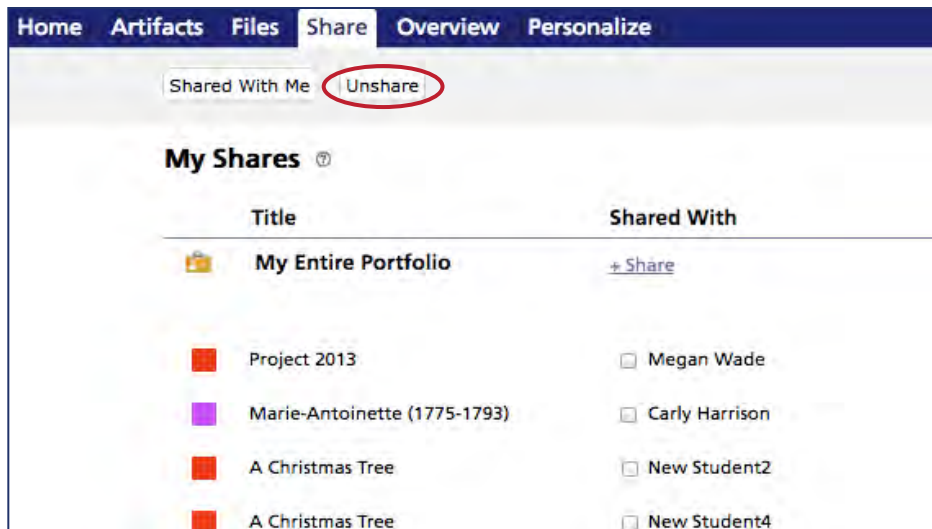 Home Artifacts Files Share Overview Personalize
Shared With Me Unshare
My Shares ?
Title Shared With
My Entire Portfolio + Share
Project 2013 Megan Wade
Marie-Antoinette (1775-1793) Carly Harrison
A Christmas Tree New Student2
A Christmas Tree New Student4